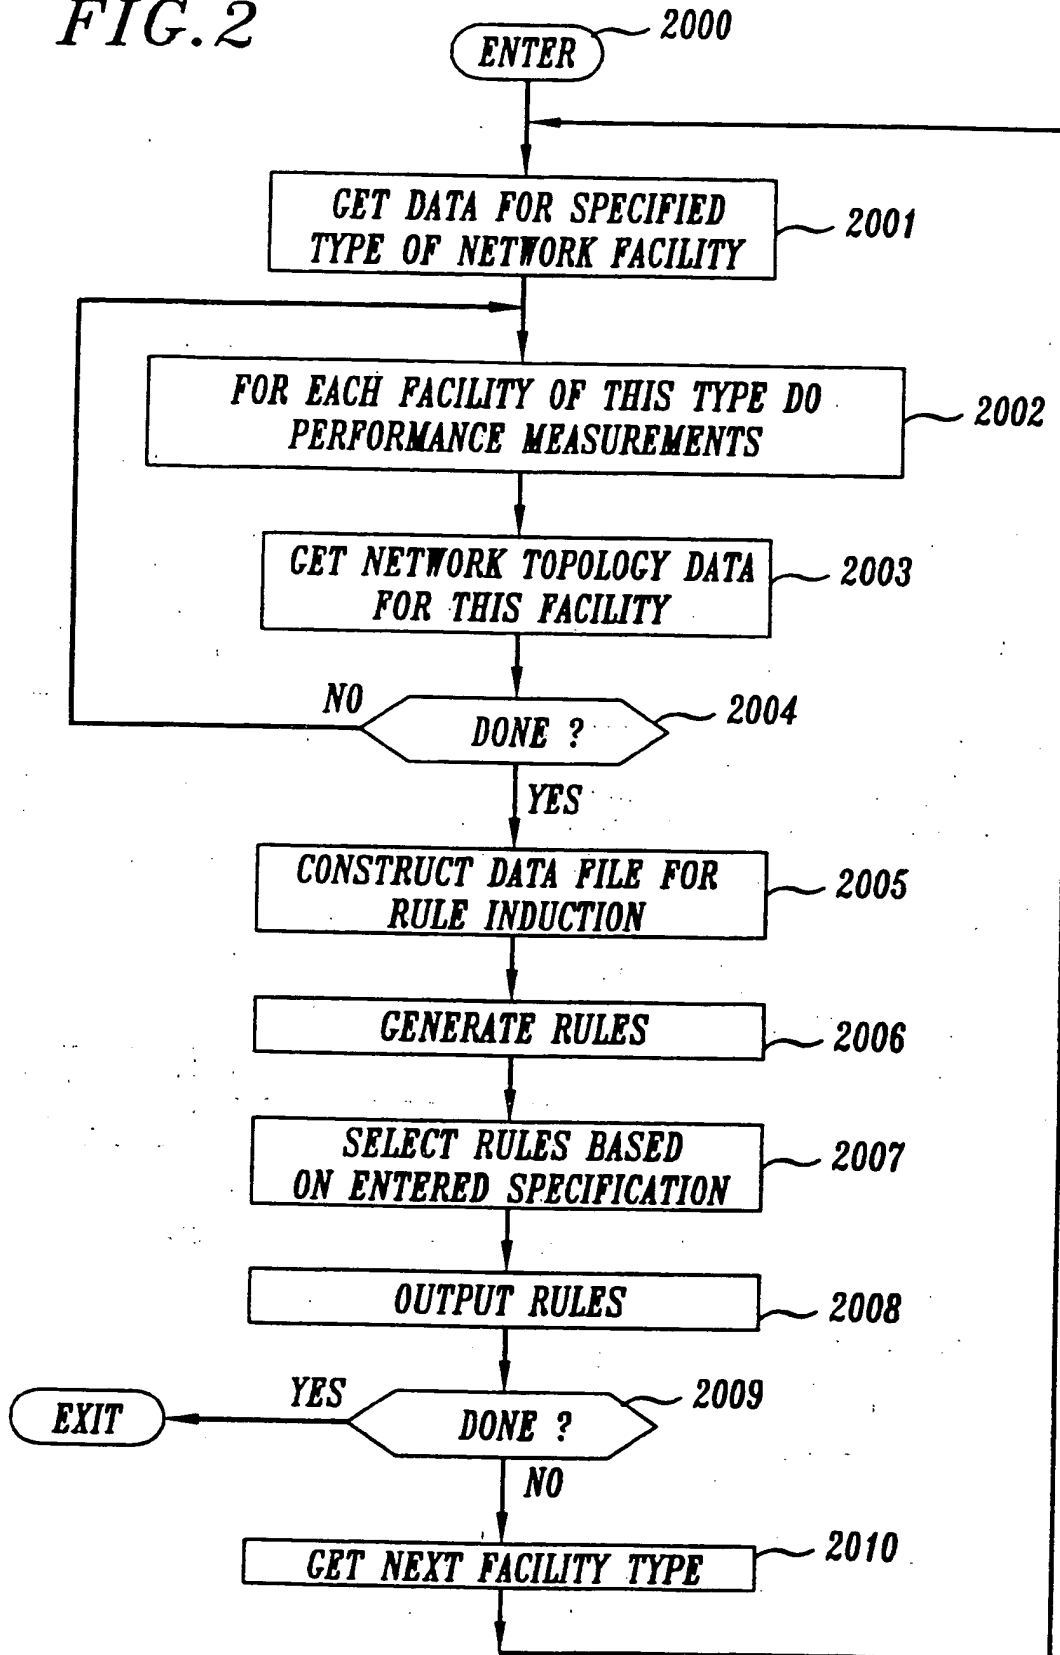 FIG.2
ENTER
2000
GET DATA FOR SPECIFIED
TYPE OF NETWORK FACILITY
2001
FOR EACH FACILITY OF THIS TYPE DO
PERFORMANCE MEASUREMENTS
2002
GET NETWORK TOPOLOGY DATA
FOR THIS FACILITY
2003
NO
DONE ?
2004
YES
CONSTRUCT DATA FILE FOR
RULE INDUCTION
2005
GENERATE RULES
2006
SELECT RULES BASED
ON ENTERED SPECIFICATION
2007
OUTPUT RULES
2008
EXIT
YES
DONE ?
2009
NO
GET NEXT FACILITY TYPE
2010